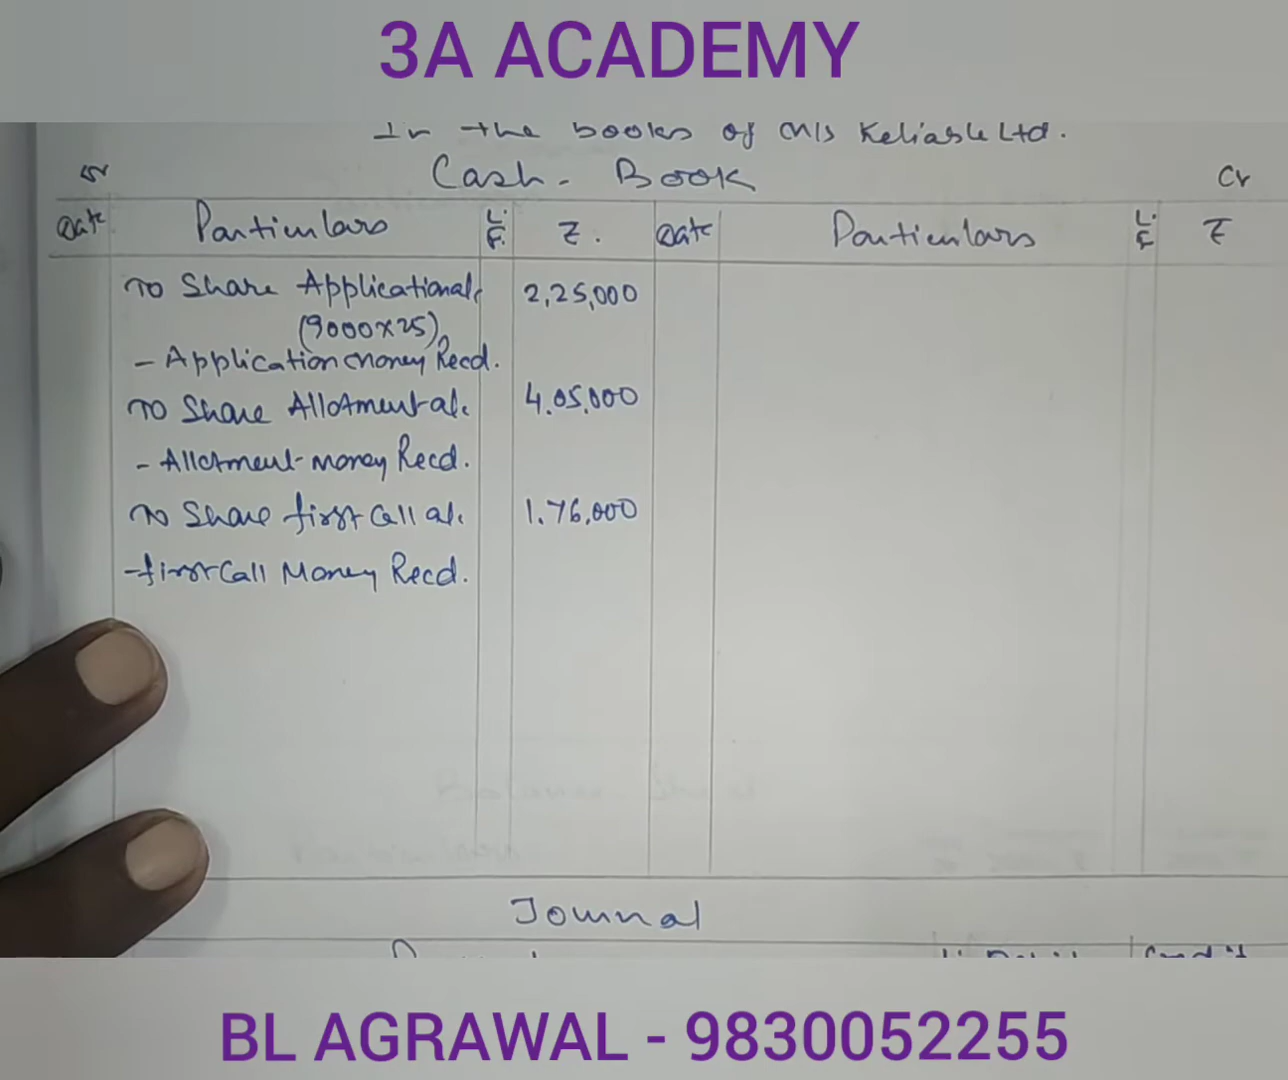 3A ACADEMY
In the books of M/s Reliable Ltd.
Cash - Book
Dr
Cr
Date Particulars L.F. ₹. Date Particulars L.F ₹
To Share Application a/c 2,25,000
(9000×25)
- Application Money Recd.
To Share Allotment a/c 4,05,000
- Allotment money Recd.
To Share first Call a/c 1,76,000
- first Call Money Recd.
Journal
BL AGRAWAL - 9830052255